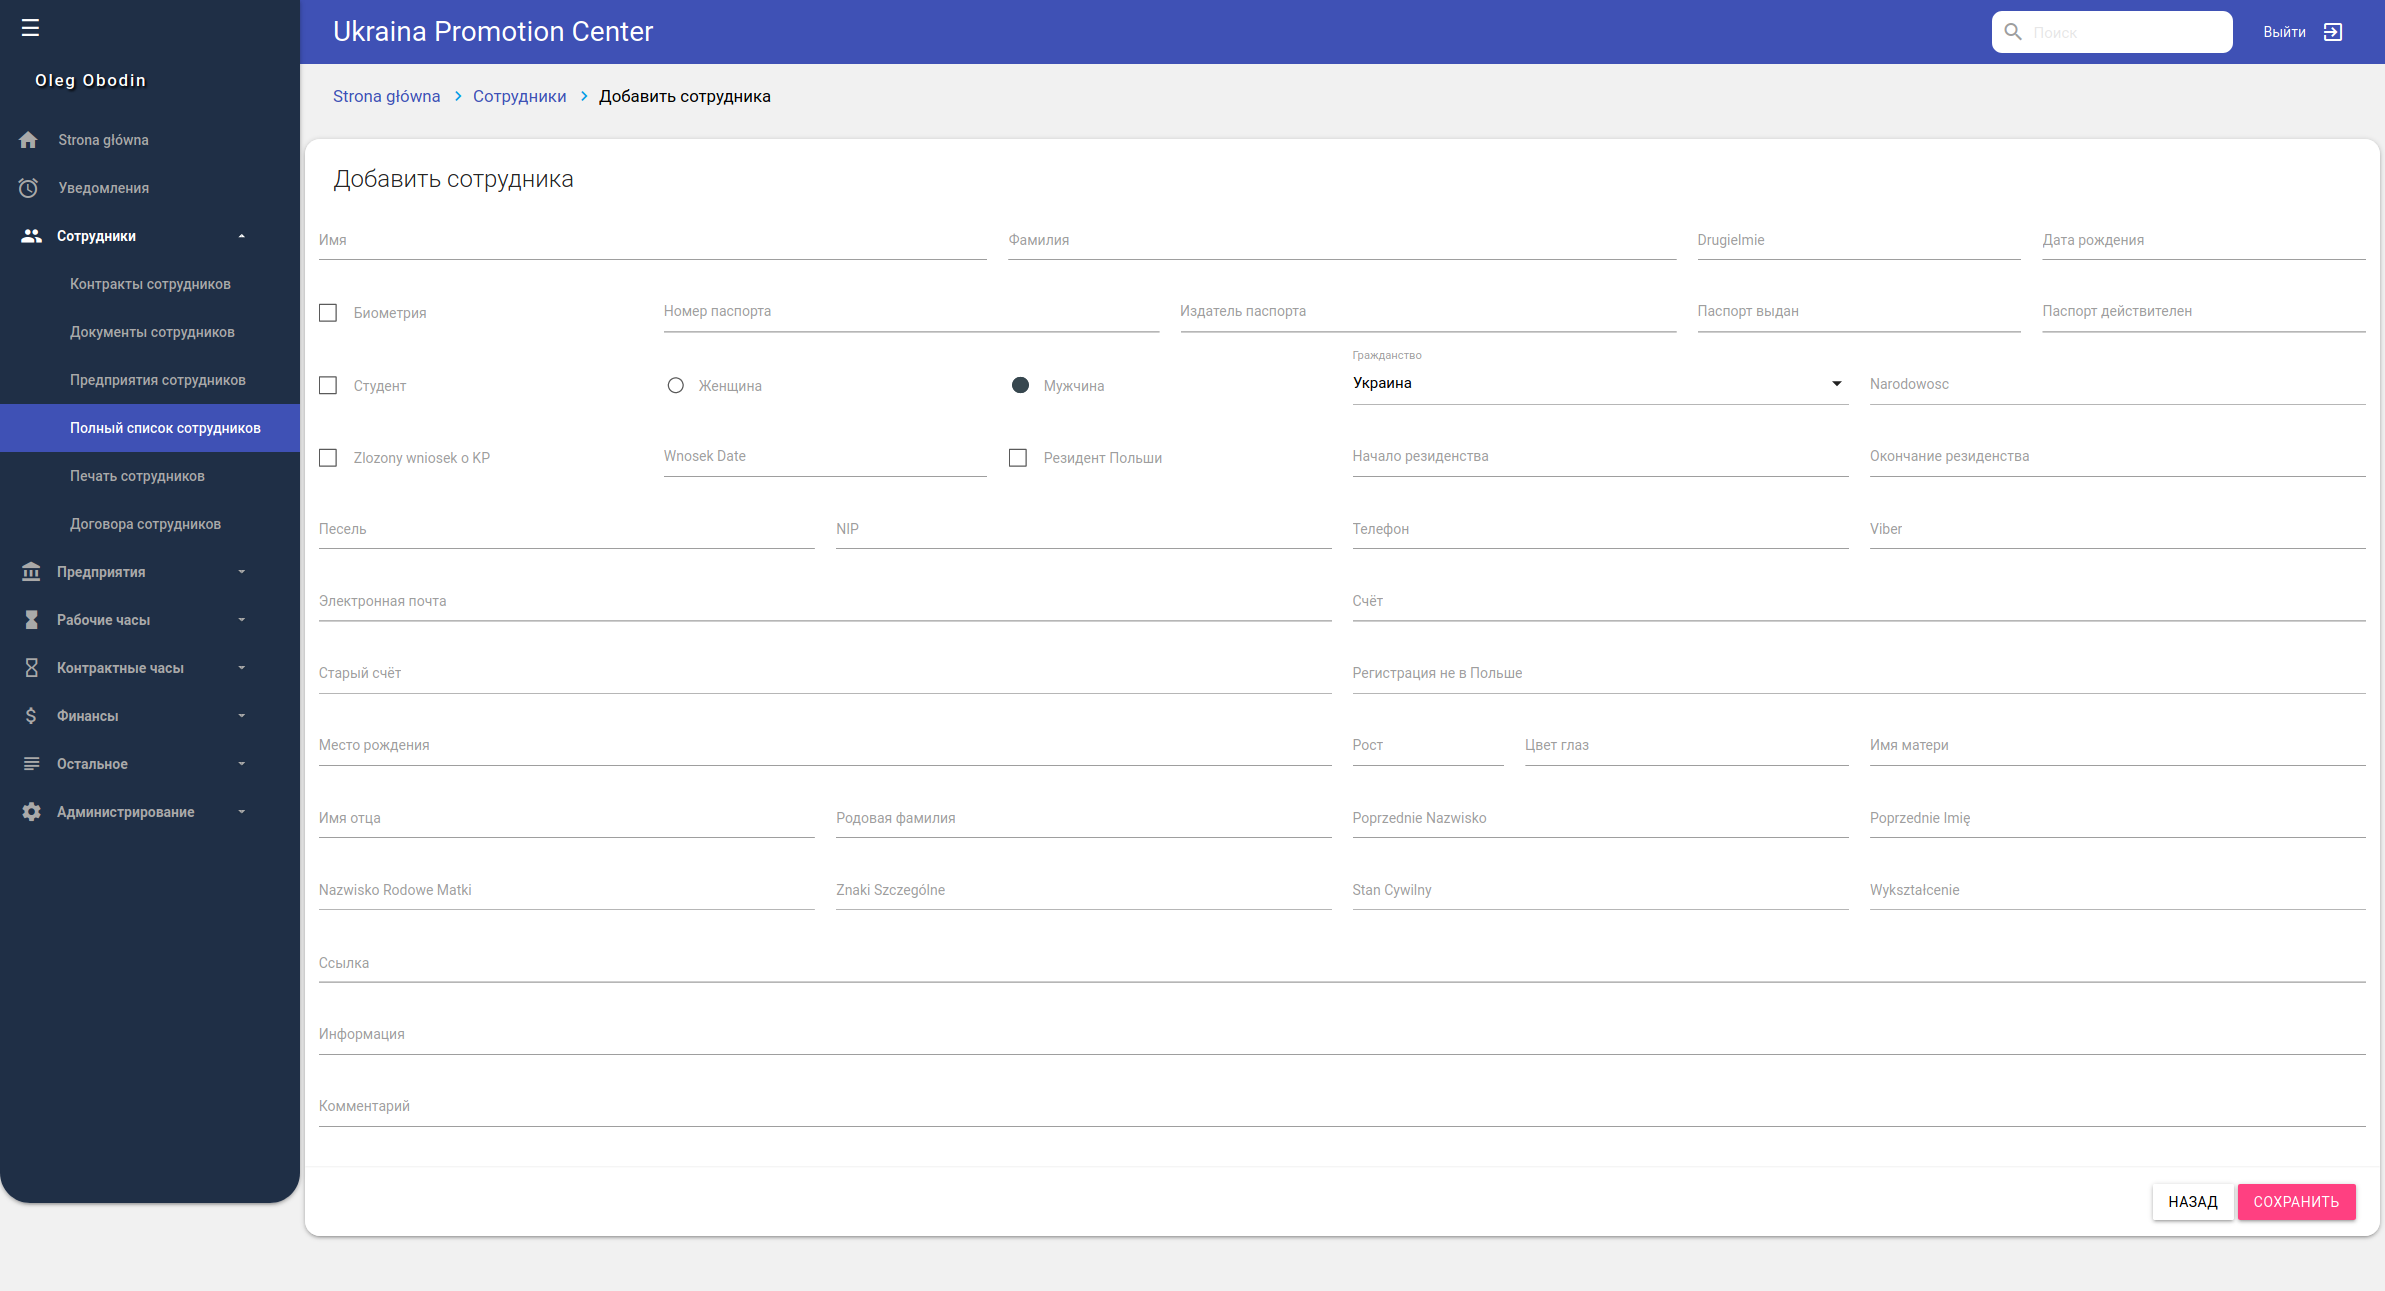 Ukraina Promotion Center
Поиск
Выйти
Oleg Obodin
Strona główna
Уведомления
Сотрудники
Контракты сотрудников
Документы сотрудников
Предприятия сотрудников
Полный список сотрудников
Печать сотрудников
Договора сотрудников
Предприятия
Рабочие часы
Контрактные часы
Финансы
Остальное
Администрирование
Strona główna Сотрудники Добавить сотрудника
Добавить сотрудника
Имя Фамилия DrugieImie Дата рождения
Биометрия Номер паспорта Издатель паспорта Паспорт выдан Паспорт действителен
Гражданство
Студент Женщина Мужчина Украина Narodowosc
Zlozony wniosek o KP Wnosek Date Резидент Польши Начало резиденства Окончание резиденства
Песель NIP Телефон Viber
Электронная почта Счёт
Старый счёт Регистрация не в Польше
Место рождения Рост Цвет глаз Имя матери
Имя отца Родовая фамилия Poprzednie Nazwisko Poprzednie Imię
Nazwisko Rodowe Matki Znaki Szczególne Stan Cywilny Wykształcenie
Ссылка
Информация
Комментарий
НАЗАД СОХРАНИТЬ